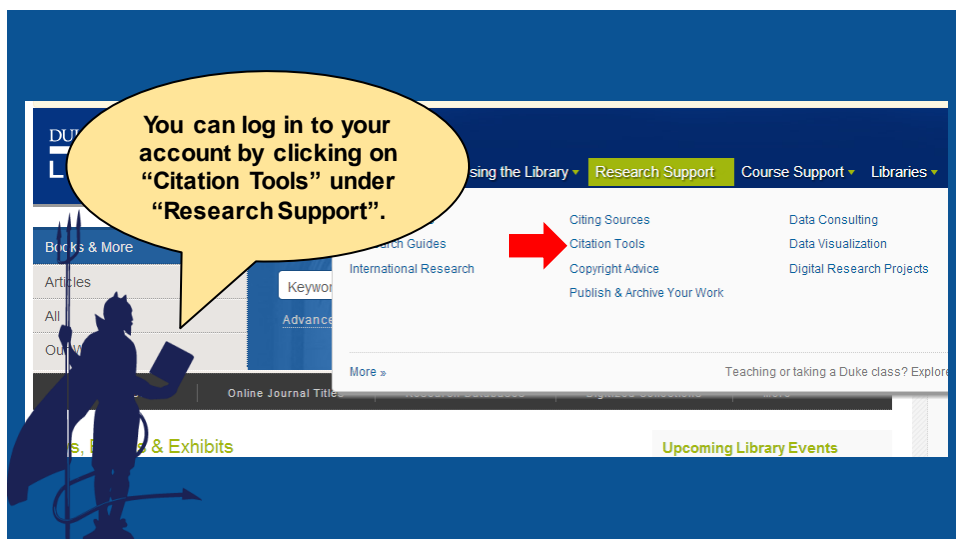 You can log in to your
account by clicking on
“Citation Tools” under
“Research Support”.
Research Support
Course Support
Libraries
the Library
Citing Sources
Data Consulting
Guides
Citation Tools
Data Visualization
International Research
Copyright Advice
Digital Research Projects
Publish & Archive Your Work
More »
Teaching or taking a Duke class? Explore
Books & More
Articles
All
Online Journal Titles
& Exhibits
Upcoming Library Events